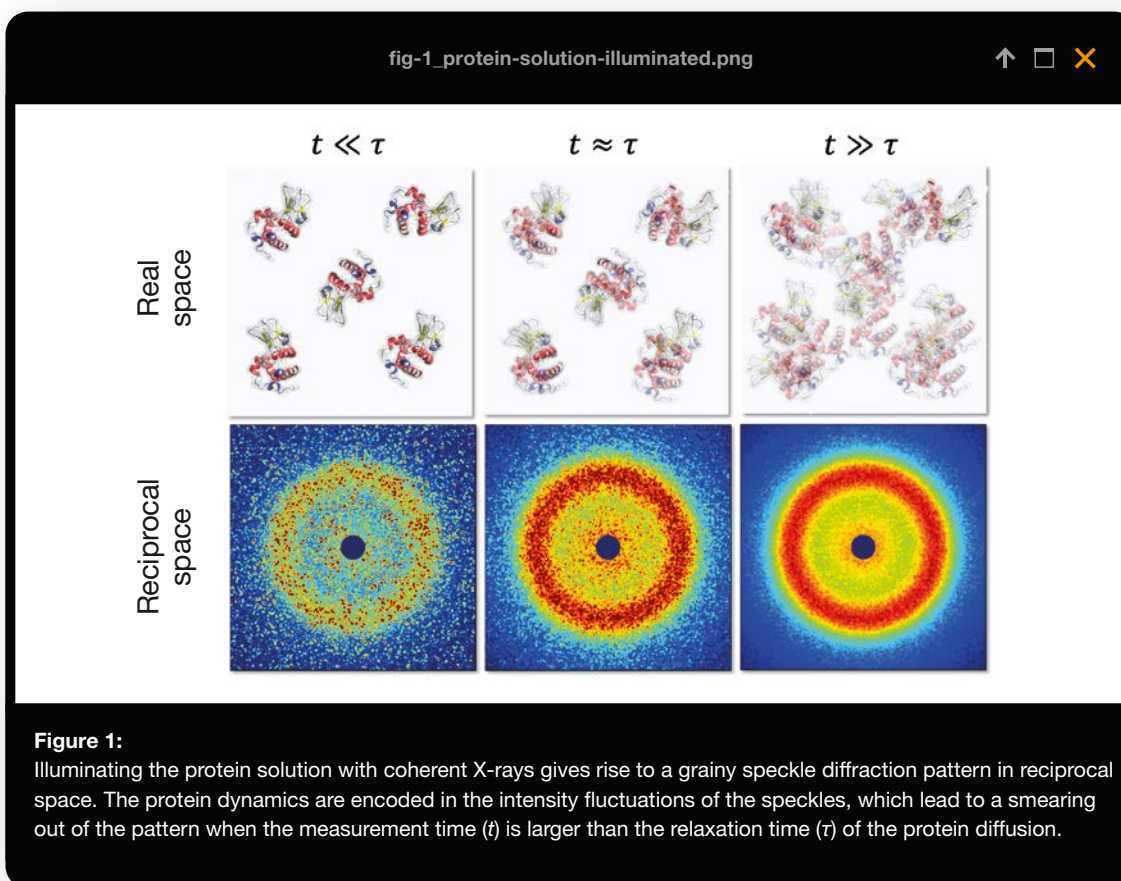 fig-1_protein-solution-illuminated.png
t ≪ τ
t ≈ τ
t ≫ τ
Real
space
Reciprocal
space
Figure 1:
Illuminating the protein solution with coherent X-rays gives rise to a grainy speckle diffraction pattern in reciprocal
space. The protein dynamics are encoded in the intensity fluctuations of the speckles, which lead to a smearing
out of the pattern when the measurement time (t) is larger than the relaxation time (τ) of the protein diffusion.